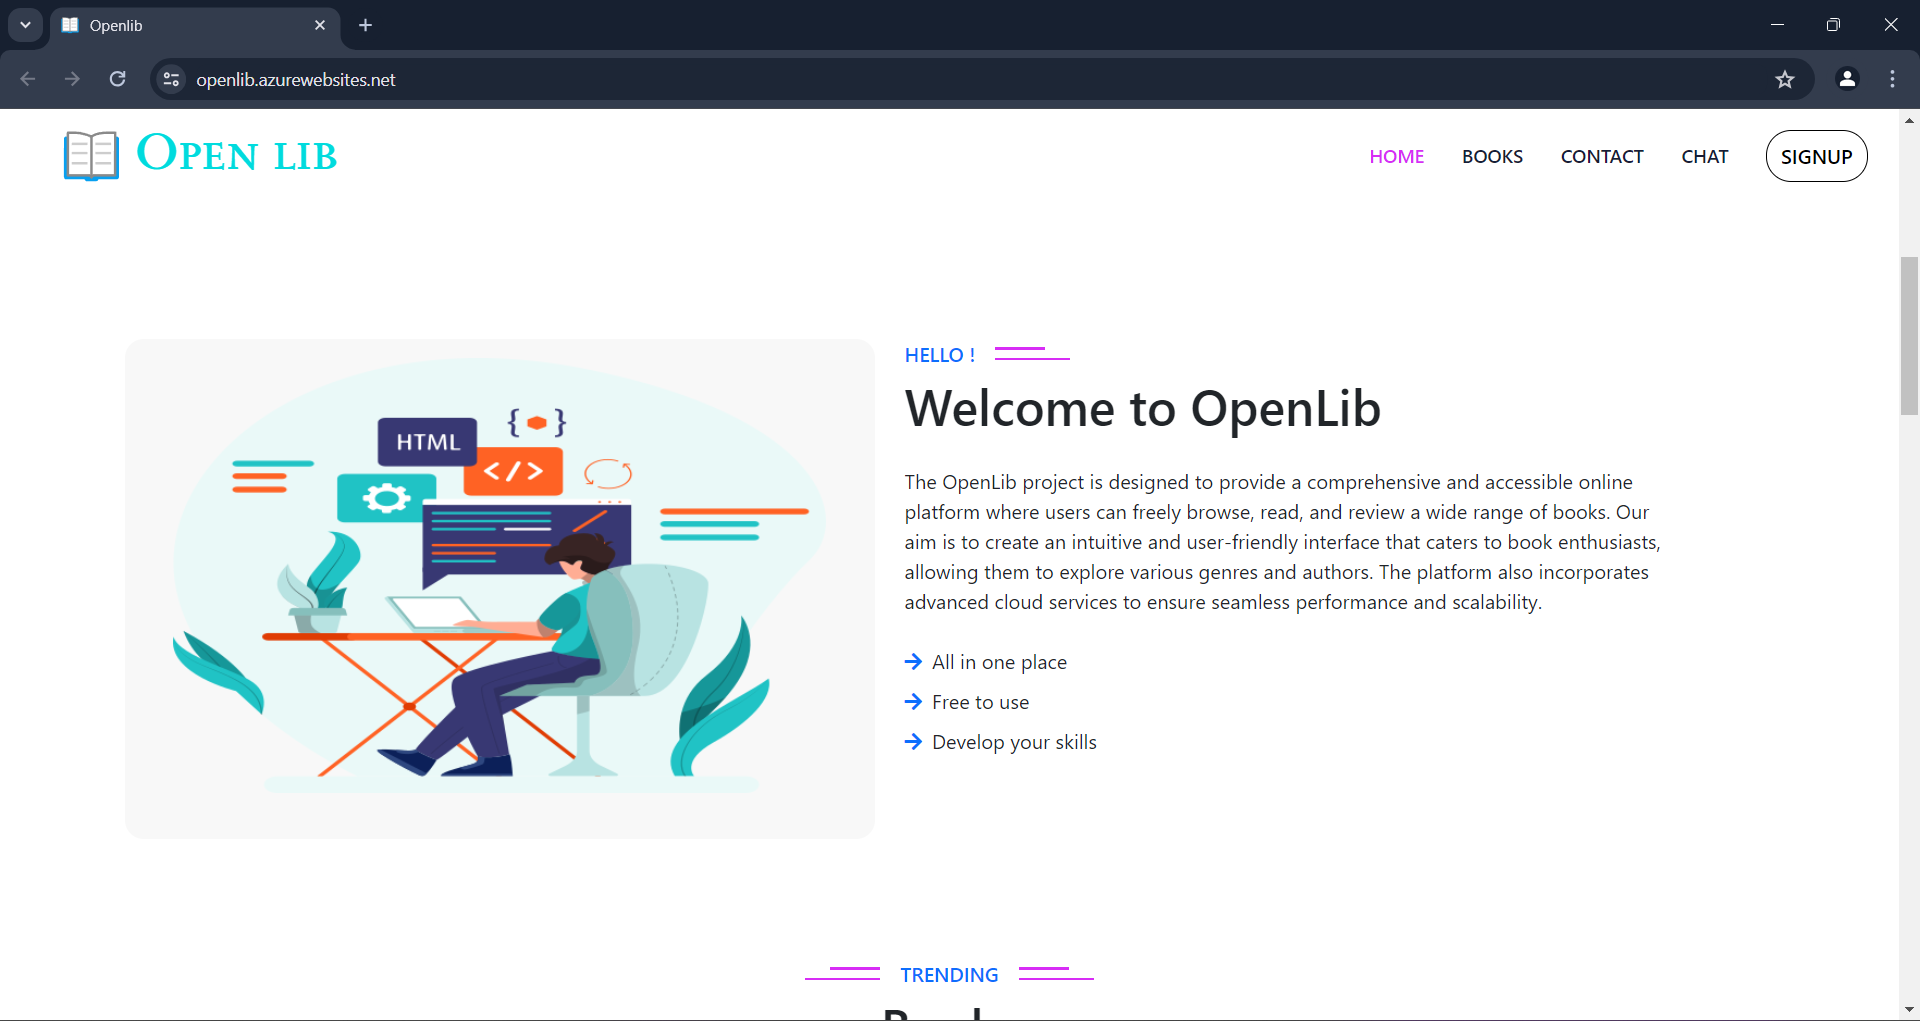 Openlib
openlib.azurewebsites.net
OPEN LIB
HOME BOOKS CONTACT CHAT SIGNUP
HELLO !
Welcome to OpenLib
The OpenLib project is designed to provide a comprehensive and accessible online
platform where users can freely browse, read, and review a wide range of books. Our
aim is to create an intuitive and user-friendly interface that caters to book enthusiasts,
allowing them to explore various genres and authors. The platform also incorporates
advanced cloud services to ensure seamless performance and scalability.
All in one place
Free to use
Develop your skills
HTML
{ }
</>
TRENDING